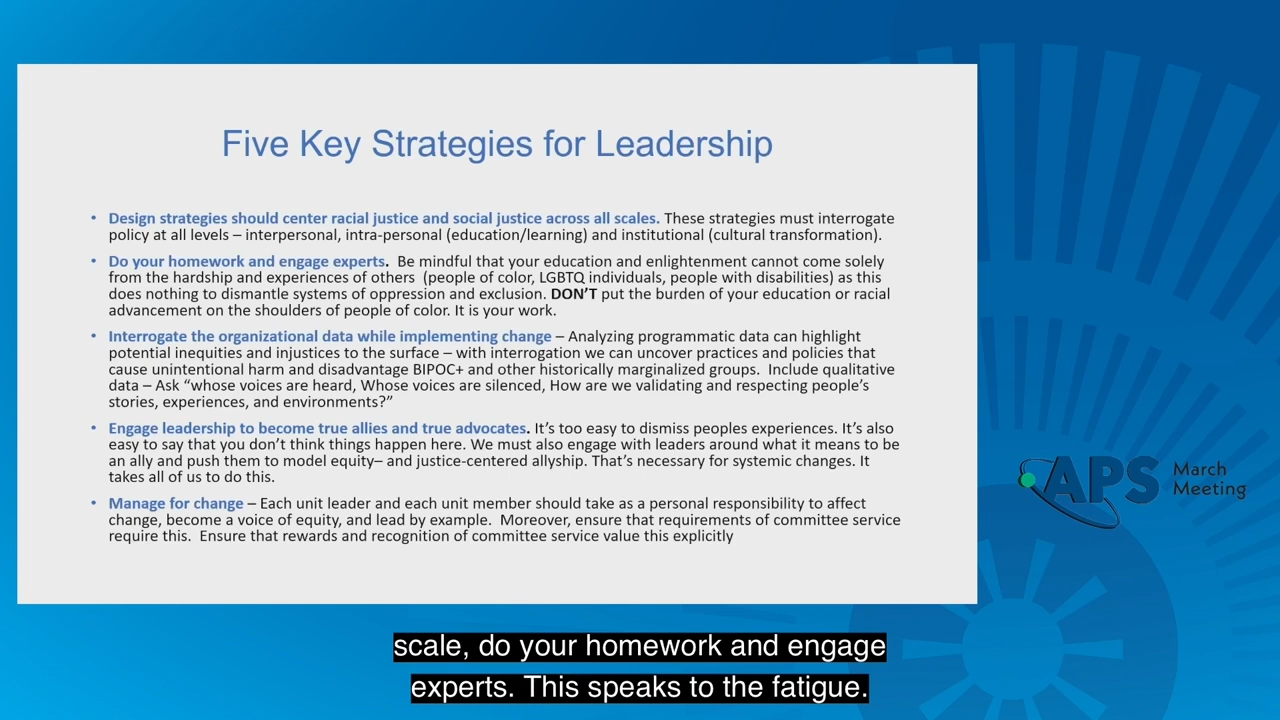 Five Key Strategies for Leadership
• Design strategies should center racial justice and social justice across all scales. These strategies must interrogate
policy at all levels – interpersonal, intra-personal (education/learning) and institutional (cultural transformation).
• Do your homework and engage experts.  Be mindful that your education and enlightenment cannot come solely
from the hardship and experiences of others  (people of color, LGBTQ individuals, people with disabilities) as this
does nothing to dismantle systems of oppression and exclusion. DON’T put the burden of your education or racial
advancement on the shoulders of people of color. It is your work.
• Interrogate the organizational data while implementing change – Analyzing programmatic data can highlight
potential inequities and injustices to the surface – with interrogation we can uncover practices and policies that
cause unintentional harm and disadvantage BIPOC+ and other historically marginalized groups.  Include qualitative
data – Ask “whose voices are heard, Whose voices are silenced, How are we validating and respecting people’s
stories, experiences, and environments?”
• Engage leadership to become true allies and true advocates. It’s too easy to dismiss peoples experiences. It’s also
easy to say that you don’t think things happen here. We must also engage with leaders around what it means to be
an ally and push them to model equity– and justice-centered allyship. That’s necessary for systemic changes. It
takes all of us to do this.
• Manage for change – Each unit leader and each unit member should take as a personal responsibility to affect
change, become a voice of equity, and lead by example.  Moreover, ensure that requirements of committee service
require this.  Ensure that rewards and recognition of committee service value this explicitly
APS March
Meeting
scale, do your homework and engage
experts. This speaks to the fatigue.